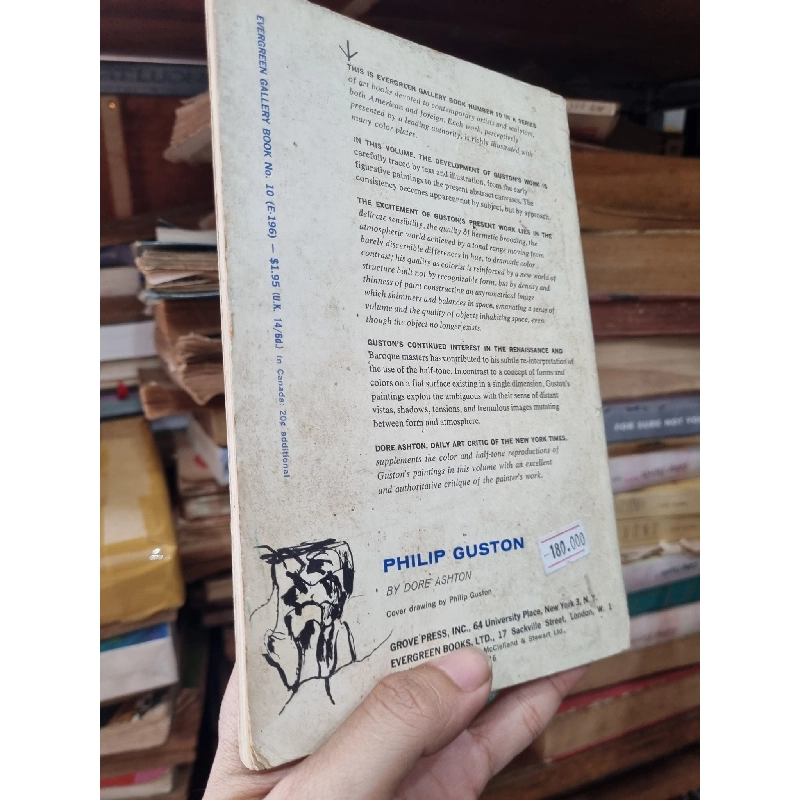 EVERGREEN GALLERY BOOK No. 10 (E-196) — $1.95 (U.K. 14/6d.) In Canada: 20¢ additional
THIS IS EVERGREEN GALLERY BOOK NUMBER 10 IN A SERIES
of art books devoted to contemporary artists and sculptors,
both American and foreign. Each work, perceptively
presented by a leading authority, is richly illustrated with
many color plates.
IN THIS VOLUME, THE DEVELOPMENT OF GUSTON'S WORK IS
carefully traced by text and illustration, from the early
figurative paintings to the present abstract canvases. The
consistency becomes apparent not by subject, but by approach.
THE EXCITEMENT OF GUSTON'S PRESENT WORK LIES IN THE
delicate sensibility, the quality of hermetic brooding, the
atmospheric world achieved by a tonal range moving from
barely discernible differences in hue, to dramatic color
contrast; his quality as colorist is reinforced by a new world of
structure built not by recognizable form, but by density and
thinness of paint constructing an asymmetrical image
which shimmers and balances in space, emanating a sense of
volume and the quality of objects inhabiting space, even
though the object no longer exists.
GUSTON'S CONTINUED INTEREST IN THE RENAISSANCE AND
Baroque masters has contributed to his subtle re-interpretation of
the use of the half-tone. In contrast to a concept of forms and
colors on a flat surface existing in a single dimension, Guston's
paintings exploit the ambiguous with their sense of distant
vistas, shadows, tensions, and tremulous images mutating
between form and atmosphere.
DORE ASHTON, DAILY ART CRITIC OF THE NEW YORK TIMES,
supplements the color and half-tone reproductions of
Guston's paintings in this volume with an excellent
and authoritative critique of the painter's work.
PHILIP GUSTON
BY DORE ASHTON
Cover drawing by Philip Guston
-180.000
GROVE PRESS, INC., 64 University Place, New York 3, N. Y.
EVERGREEN BOOKS, LTD., 17 Sackville Street, London, W. 1
McClelland & Stewart Ltd.,
16
FOR SURE NOT YOU